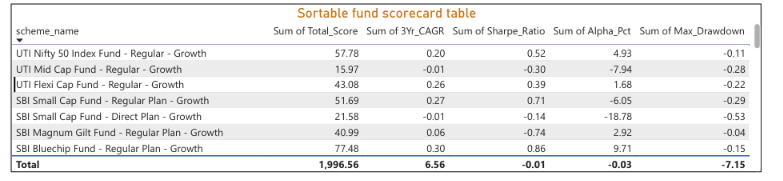 Sortable fund scorecard table
scheme_name Sum of Total_Score Sum of 3Yr_CAGR Sum of Sharpe_Ratio Sum of Alpha_Pct Sum of Max_Drawdown
UTI Nifty 50 Index Fund - Regular - Growth 57.78 0.20 0.52 4.93 -0.11
UTI Mid Cap Fund - Regular - Growth 15.97 -0.01 -0.30 -7.94 -0.28
UTI Flexi Cap Fund - Regular - Growth 43.08 0.26 0.39 1.68 -0.22
SBI Small Cap Fund - Regular Plan - Growth 51.69 0.27 0.71 -6.05 -0.29
SBI Small Cap Fund - Direct Plan - Growth 21.58 -0.01 -0.14 -18.78 -0.53
SBI Magnum Gilt Fund - Regular Plan - Growth 40.99 0.06 -0.74 2.92 -0.04
SBI Bluechip Fund - Regular Plan - Growth 77.48 0.30 0.86 9.71 -0.15
Total 1,996.56 6.56 -0.01 -0.03 -7.15